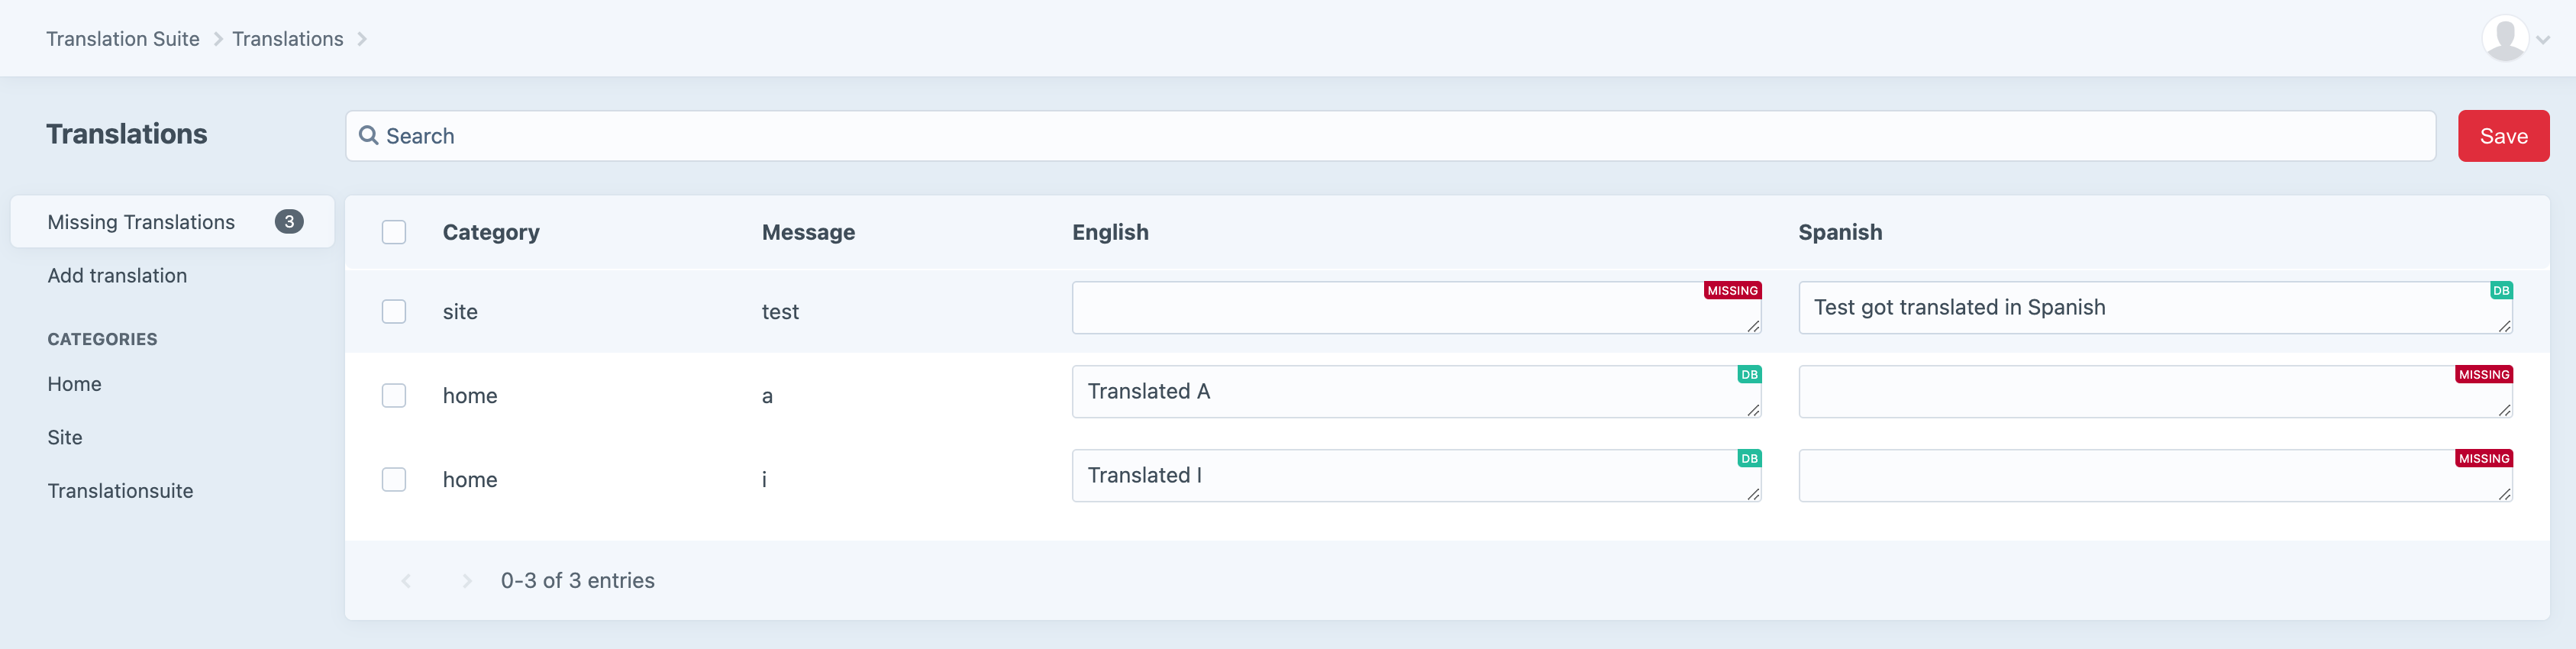 Translation Suite Translations
Translations
Search
Save
Missing Translations 3
Add translation
CATEGORIES
Home
Site
Translationsuite
Category Message English Spanish
site test MISSING Test got translated in Spanish DB
home a Translated A DB MISSING
home i Translated I DB MISSING
0-3 of 3 entries